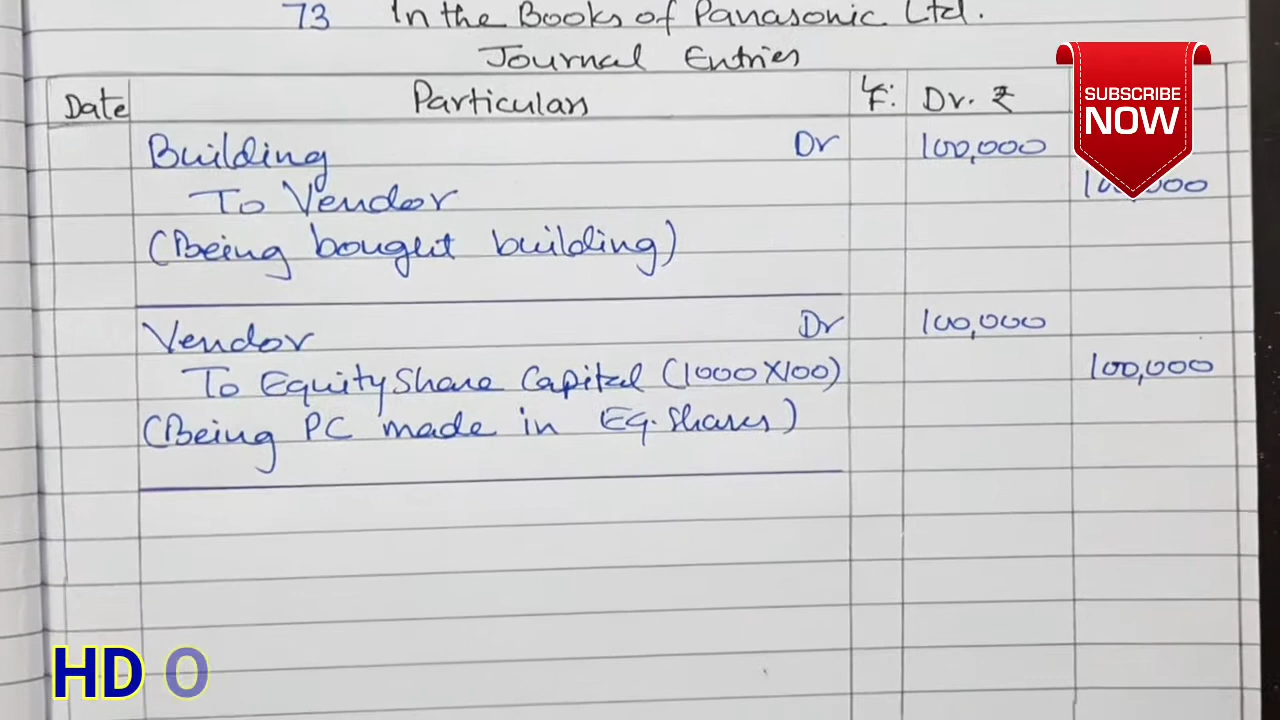 73 In the Books of Panasonic Ltd.
Journal Entries
Date Particulars L.F. Dr. ₹
SUBSCRIBE
NOW
Building Dr 100,000
To Vendor 100,000
(Being bought building)
Vendor Dr 100,000
To Equity Share Capital (1000X100) 100,000
(Being PC made in Eq. Shares)
HD O